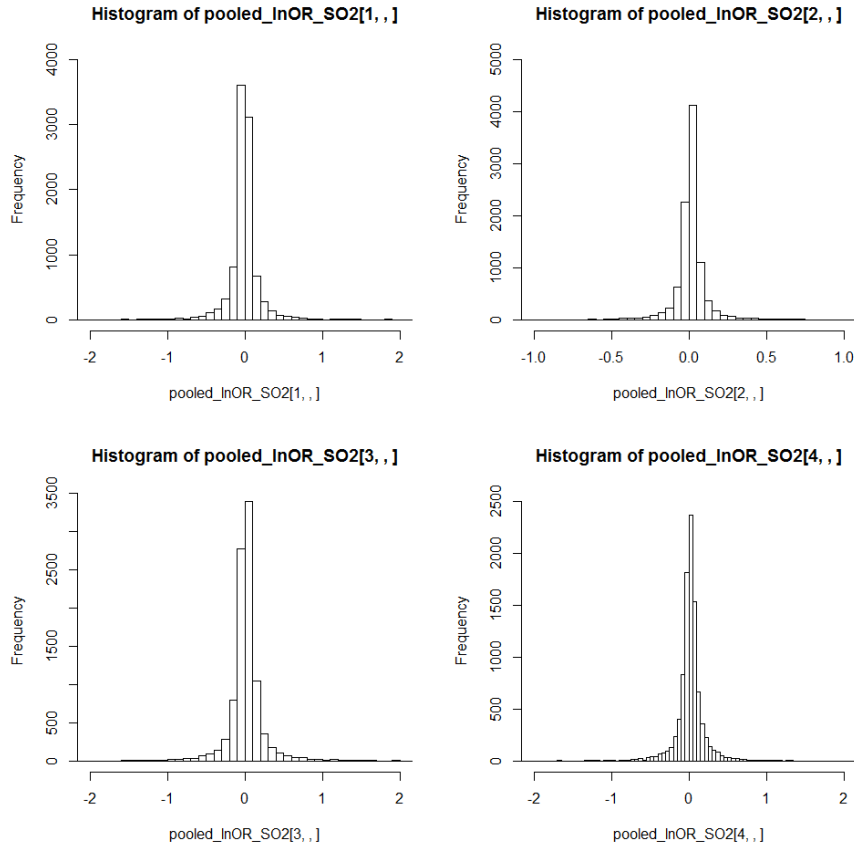 Histogram of pooled_lnOR_SO2[1, , ]
Frequency
0 1000 2000 3000 4000
-2 -1 0 1 2
pooled_lnOR_SO2[1, , ]
Histogram of pooled_lnOR_SO2[2, , ]
Frequency
0 1000 2000 3000 4000 5000
-1.0 -0.5 0.0 0.5 1.0
pooled_lnOR_SO2[2, , ]
Histogram of pooled_lnOR_SO2[3, , ]
Frequency
0 500 1500 2500 3500
-2 -1 0 1 2
pooled_lnOR_SO2[3, , ]
Histogram of pooled_lnOR_SO2[4, , ]
Frequency
0 500 1000 1500 2000 2500
-2 -1 0 1 2
pooled_lnOR_SO2[4, , ]